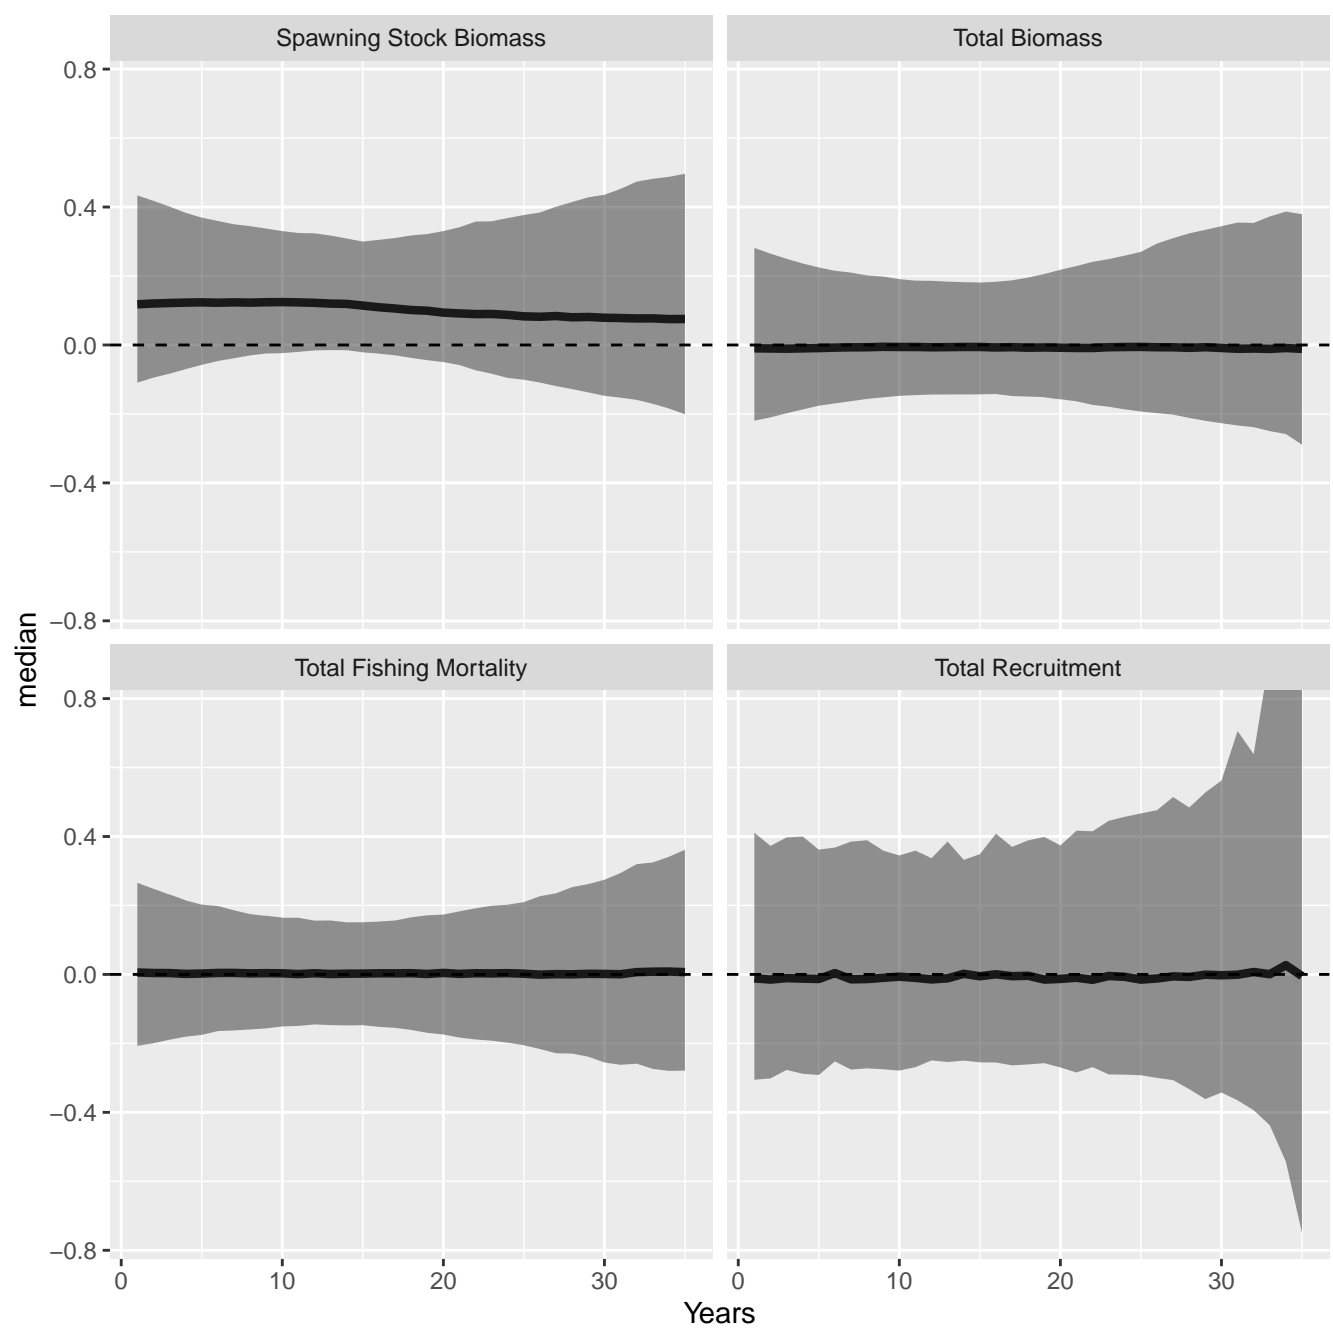 Spawning Stock Biomass
Total Biomass
0.8
0.4
0.0
−0.4
−0.8
Total Fishing Mortality
Total Recruitment
0.8
0.4
0.0
−0.4
−0.8
0 10 20 30
0 10 20 30
median
Years